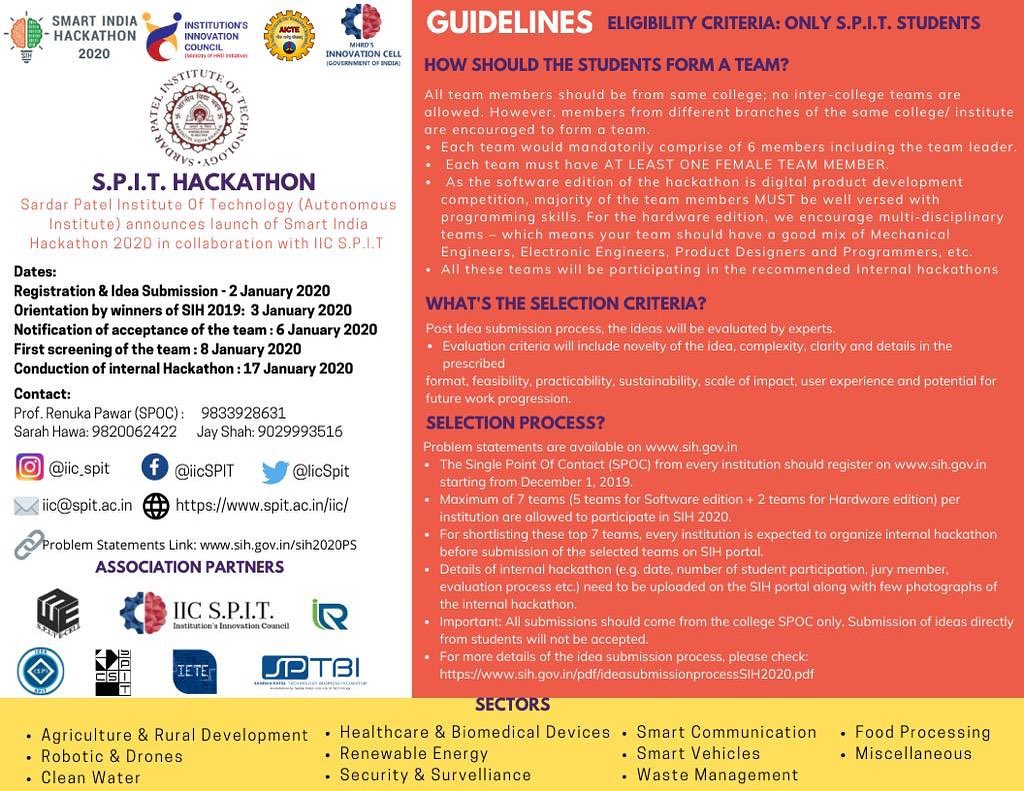 SMART INDIA
HACKATHON
2020
SIH
INSTITUTION'S
INNOVATION
COUNCIL
(Ministry of HRD Initiative)
AICTE
MHRD'S
INNOVATION CELL
(GOVERNMENT OF INDIA)
SARDAR PATEL INSTITUTE OF TECHNOLOGY
S.P.I.T. HACKATHON
Sardar Patel Institute Of Technology (Autonomous
Institute) announces launch of Smart India
Hackathon 2020 in collaboration with IIC S.P.I.T
Dates:
Registration & Idea Submission - 2 January 2020
Orientation by winners of SIH 2019: 3 January 2020
Notification of acceptance of the team : 6 January 2020
First screening of the team : 8 January 2020
Conduction of internal Hackathon : 17 January 2020
Contact:
Prof. Renuka Pawar (SPOC) : 9833928631
Sarah Hawa: 9820062422 Jay Shah: 9029993516
@iic_spit @iicSPIT @IicSpit
iic@spit.ac.in https://www.spit.ac.in/iic/
Problem Statements Link: www.sih.gov.in/sih2020PS
ASSOCIATION PARTNERS
S.P.I.T E-CELL
IIC S.P.I.T.
Institution's Innovation Council
IETE
SPTBI
GUIDELINES ELIGIBILITY CRITERIA: ONLY S.P.I.T. STUDENTS
HOW SHOULD THE STUDENTS FORM A TEAM?
All team members should be from same college; no inter-college teams are
allowed. However, members from different branches of the same college/ institute
are encouraged to form a team.
• Each team would mandatorily comprise of 6 members including the team leader.
• Each team must have AT LEAST ONE FEMALE TEAM MEMBER.
• As the software edition of the hackathon is digital product development
competition, majority of the team members MUST be well versed with
programming skills. For the hardware edition, we encourage multi-disciplinary
teams – which means your team should have a good mix of Mechanical
Engineers, Electronic Engineers, Product Designers and Programmers, etc.
• All these teams will be participating in the recommended Internal hackathons
WHAT'S THE SELECTION CRITERIA?
Post Idea submission process, the ideas will be evaluated by experts.
• Evaluation criteria will include novelty of the idea, complexity, clarity and details in the
prescribed
format, feasibility, practicability, sustainability, scale of impact, user experience and potential for
future work progression.
SELECTION PROCESS?
Problem statements are available on www.sih.gov.in
• The Single Point Of Contact (SPOC) from every institution should register on www.sih.gov.in
starting from December 1, 2019.
• Maximum of 7 teams (5 teams for Software edition + 2 teams for Hardware edition) per
institution are allowed to participate in SIH 2020.
• For shortlisting these top 7 teams, every institution is expected to organize internal hackathon
before submission of the selected teams on SIH portal.
• Details of internal hackathon (e.g. date, number of student participation, jury member,
evaluation process etc.) need to be uploaded on the SIH portal along with few photographs of
the internal hackathon.
• Important: All submissions should come from the college SPOC only. Submission of ideas directly
from students will not be accepted.
• For more details of the idea submission process, please check:
https://www.sih.gov.in/pdf/ideasubmissionprocessSIH2020.pdf
SECTORS
• Agriculture & Rural Development
• Robotic & Drones
• Clean Water
• Healthcare & Biomedical Devices
• Renewable Energy
• Security & Survelliance
• Smart Communication
• Smart Vehicles
• Waste Management
• Food Processing
• Miscellaneous